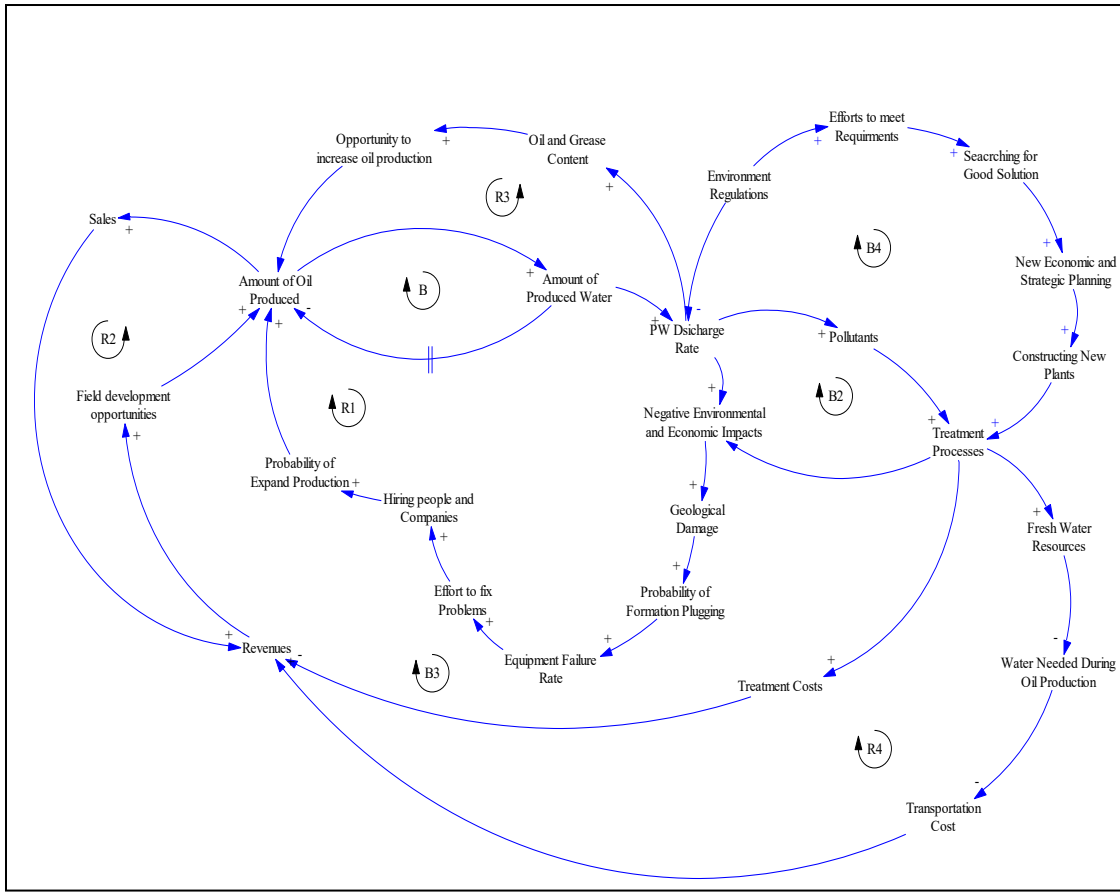 Efforts to meet
Requirments
+
+
Opportunity to
increase oil production
+
Oil and Grease
Content
+
Seacrching for
Good Solution
Environment
Regulations
R3
Sales
+
B4
+
New Economic and
Strategic Planning
Amount of Oil
Produced
+
+
-
B
+
Amount of
Produced Water
+
-
PW Dsicharge
Rate
+
Pollutants
+
Constructing New
Plants
R2
Field development
opportunities
+
R1
+
B2
Negative Environmental
and Economic Impacts
+
+
Treatment
Processes
Probability of
Expand Production
+
Hiring people and
Companies
+
+
Geological
Damage
+
Fresh Water
Resources
+
Effort to fix
Problems
+
Probability of
Formation Plugging
+
+
Revenues
-
B3
Equipment Failure
Rate
+
Treatment Costs
-
Water Needed During
Oil Production
R4
-
Transportation
Cost